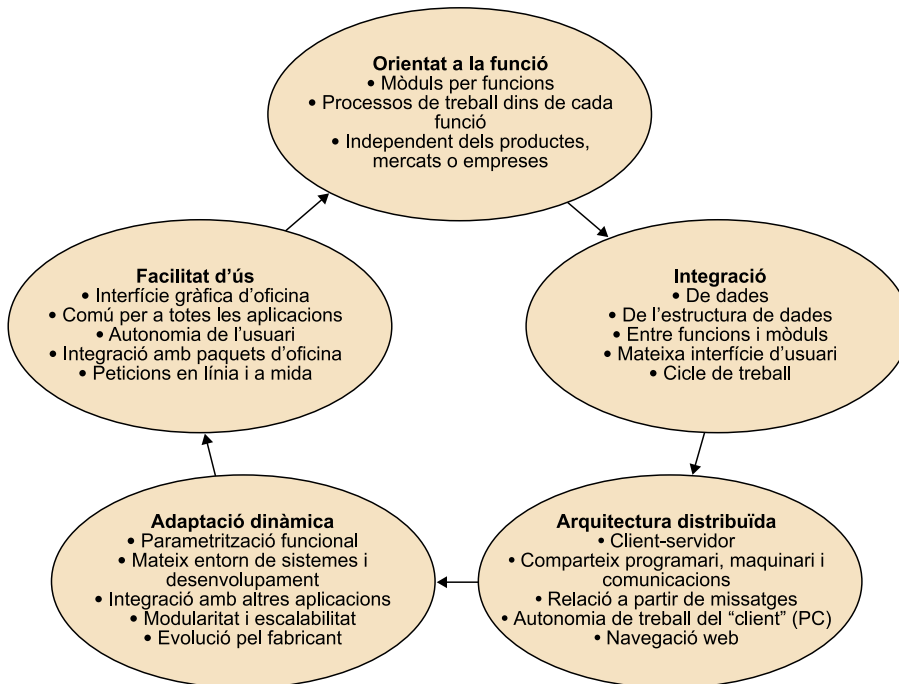 Orientat a la funció
• Mòduls per funcions
• Processos de treball dins de cada
funció
• Independent dels productes,
mercats o empreses
Facilitat d’ús
• Interfície gràfica d’oficina
• Comú per a totes les aplicacions
• Autonomia de l’usuari
• Integració amb paquets d’oficina
• Peticions en línia i a mida
Integració
• De dades
• De l’estructura de dades
• Entre funcions i mòduls
• Mateixa interfície d’usuari
• Cicle de treball
Adaptació dinàmica
• Parametrització funcional
• Mateix entorn de sistemes i
desenvolupament
• Integració amb altres aplicacions
• Modularitat i escalabilitat
• Evolució pel fabricant
Arquitectura distribuïda
• Client-servidor
• Comparteix programari, maquinari i
comunicacions
• Relació a partir de missatges
• Autonomia de treball del “client” (PC)
• Navegació web